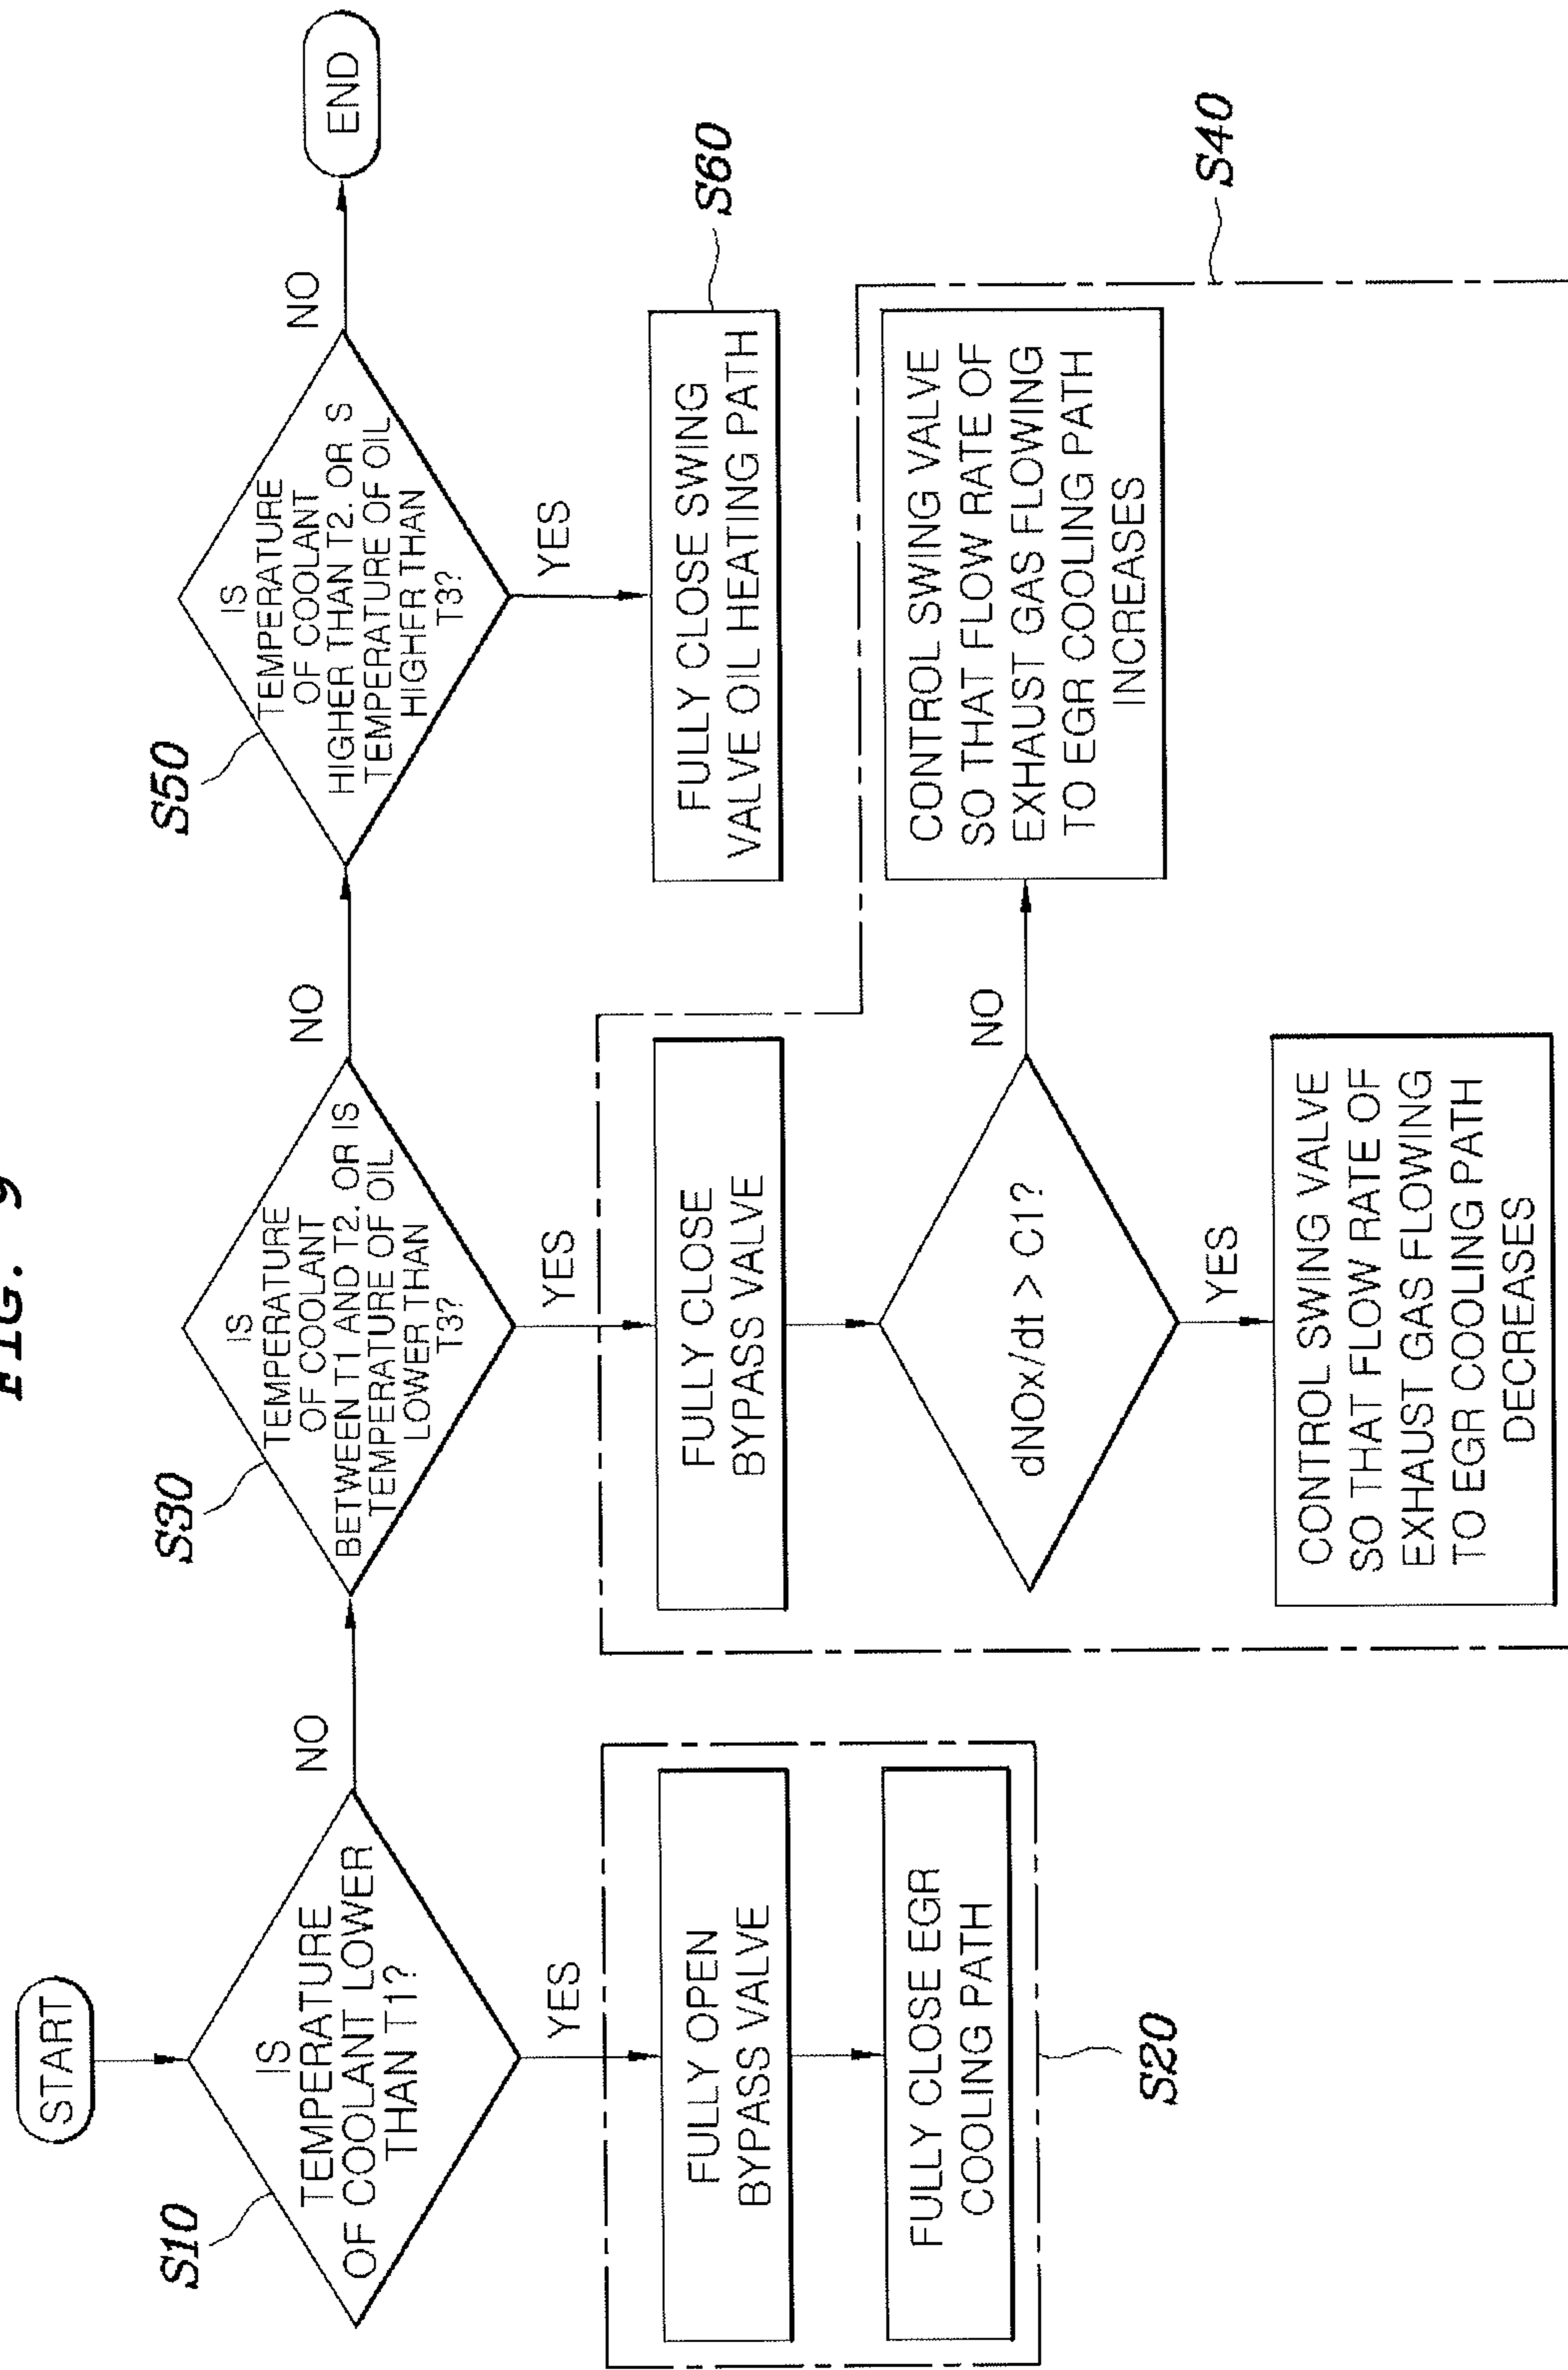 FIG. 9
START
S10
IS
TEMPERATURE
OF COOLANT LOWER
THAN T1?
NO
YES
FULLY OPEN
BYPASS VALVE
FULLY CLOSE EGR
COOLING PATH
S20
S30
IS
TEMPERATURE
OF COOLANT
BETWEEN T1 AND T2. OR IS
TEMPERATURE OF OIL
LOWER THAN
T3?
NO
YES
FULLY CLOSE
BYPASS VALVE
dNOx/dt > C1?
NO
YES
CONTROL SWING VALVE
SO THAT FLOW RATE OF
EXHAUST GAS FLOWING
TO EGR COOLING PATH
DECREASES
CONTROL SWING VALVE
SO THAT FLOW RATE OF
EXHAUST GAS FLOWING
TO EGR COOLING PATH
INCREASES
S40
S50
IS
TEMPERATURE
OF COOLANT
HIGHER THAN T2. OR S
TEMPERATURE OF OIL
HIGHER THAN
T3?
NO
YES
FULLY CLOSE SWING
VALVE OIL HEATING PATH
S60
END